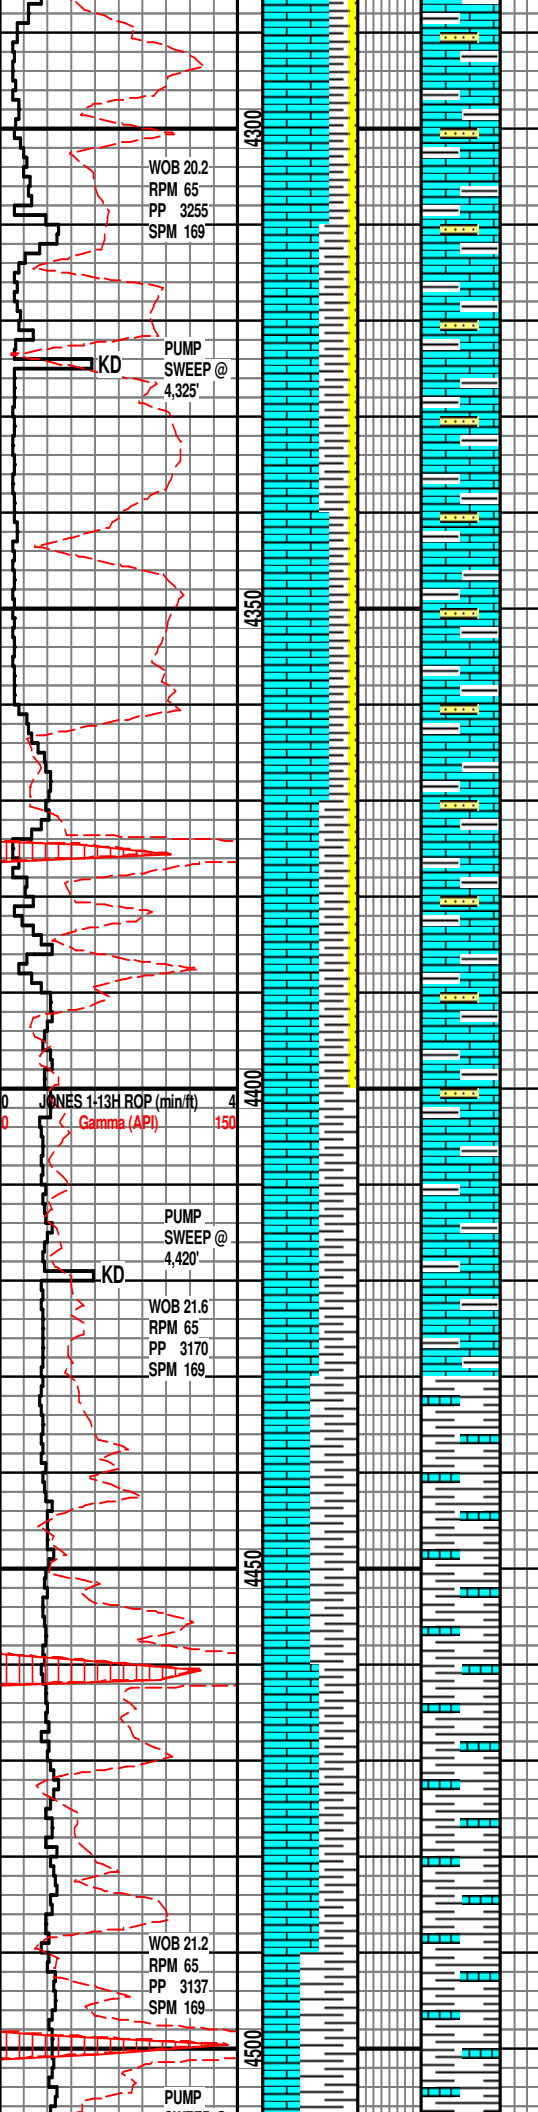 4300
WOB 20.2
RPM 65
PP 3255
SPM 169
PUMP
SWEEP @
4,325'
KD
4350
4400
0 JONES 1-13H ROP (min/ft) 4
0 Gamma (API) 150
PUMP
SWEEP @
4,420'
KD
WOB 21.6
RPM 65
PP 3170
SPM 169
4450
WOB 21.2
RPM 65
PP 3137
SPM 169
4500
PUMP